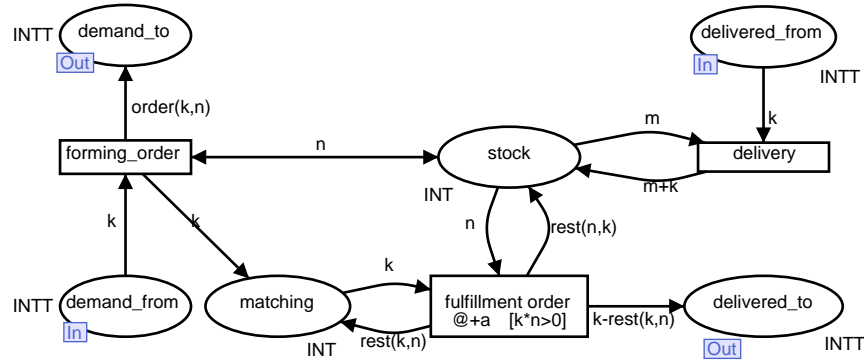 INTT
demand_to
Out
delivered_from
In
INTT
order(k,n)
k
forming_order
n
stock
m
delivery
INT
m+k
k
k
n
rest(n,k)
k
INTT
demand_from
In
matching
INT
rest(k,n)
fulfillment order
@+a [k*n>0]
k-rest(k,n)
delivered_to
Out
INTT